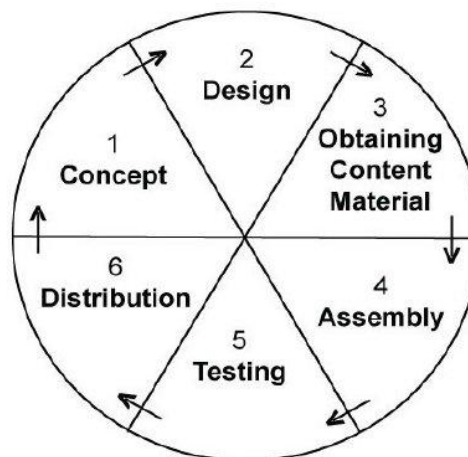 1
Concept
2
Design
3
Obtaining
Content
Material
4
Assembly
5
Testing
6
Distribution